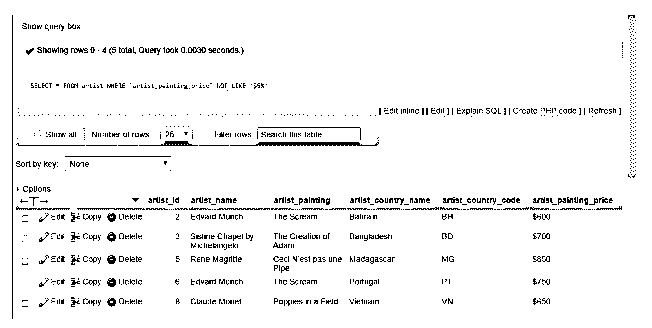 Show query box
Showing rows 0 - 4 (5 total, Query took 0.0030 seconds.)
SELECT * FROM artist WHERE `artist_painting_price` NOT LIKE
[ Edit inline ] [ Edit ] [ Explain SQL ] [ Create PHP code ] [ Refresh ]
Show all Number of rows: Filter rows: Search this table
Sort by key: None
+ Options
←T→ artist_id artist_name artist_painting artist_country_name artist_country_code artist_painting_price
Edit Copy Delete 2 Edvard Munch The Scream Bahrain BH $600
Edit Copy Delete 3 Sistine Chapel by Michelangelo The Creation of Adam Bangladesh BD $700
Edit Copy Delete 5 Rene Magritte Ceci N'est pas une Pipe Madagascar MG $850
Edit Copy Delete 6 Edvard Munch The Scream Portugal PT $750
Edit Copy Delete 8 Claude Monet Poppies in a Field Vietnam VN $650